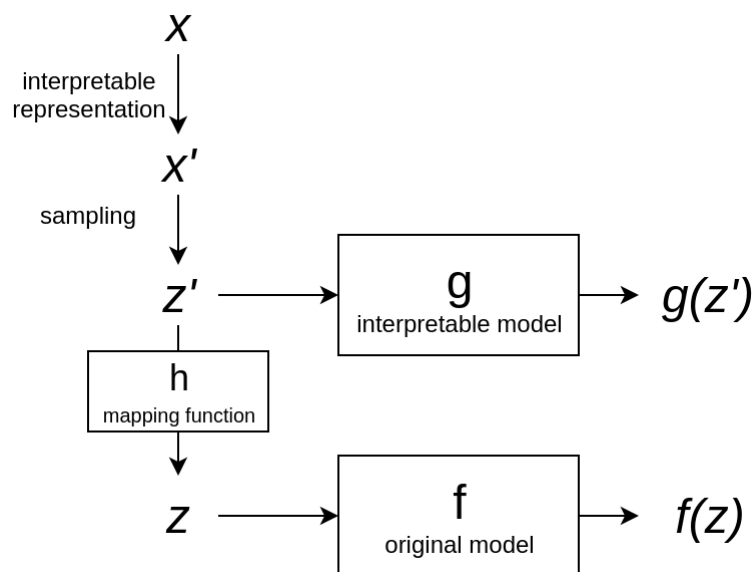 x
interpretable
representation
x'
sampling
z'
g
interpretable model
g(z')
h
mapping function
z
f
original model
f(z)